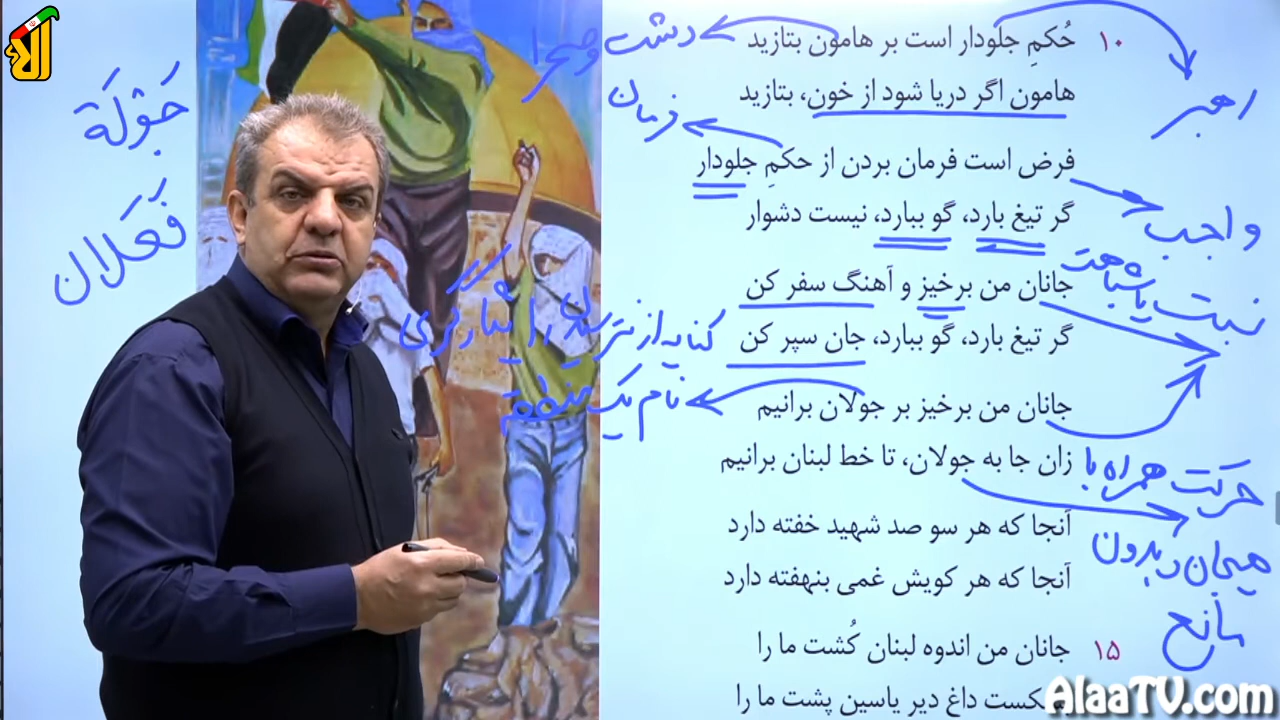 ۱۰ حُکمِ جلودار است بر هامون بتازید
هامون اگر دریا شود از خون، بتازید
فرض است فرمان بردن از حکمِ جلودار
گر تیغ بارد، گو ببارد، نیست دشوار
جانان من برخیز و آهنگ سفر کن
گر تیغ بارد، گو ببارد، جان سپر کن
جانان من برخیز بر جولان برانیم
زان جا به جولان، تا خط لبنان برانیم
آنجا که هر سو صد شهید خفته دارد
آنجا که هر کویش غمی بنهفته دارد
۱۵ جانان من اندوه لبنان کُشت ما را
بشکست داغ دیر یاسین پشت ما را
رهبر
واجب
حرکت همراه با
هیجان و بدون
مانع
دشت و صحرا
فرمان
کنایه از نترسیدن
نام یک منطقه
جَوْلَة
فَعَلان
الا
AlaaTV.com